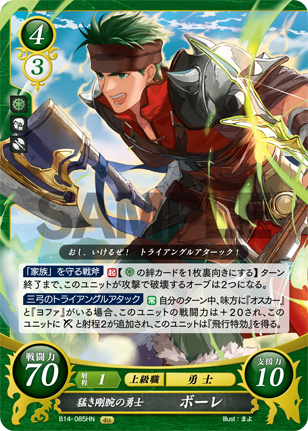 4
3
SAMPLE
おし、いけるぜ! トライアングルアターック!
「家族」を守る戦斧 起 の絆カードを1枚裏向きにする】ターン
終了まで、このユニットが攻撃で破壊するオーブは2つになる。
三弓のトライアングルアタック 常 自分のターン中、味方に『オスカー』
と『ヨファ』がいる場合、このユニットの戦闘力は+20され、このユ
ニットに と射程2が追加され、このユニットは『飛行特効』を得る。
戦闘力 70
射程 1 上級職 勇士
支援力 10
猛き剛腕の勇士 ボーレ
B14-085HN
Illust:まよ